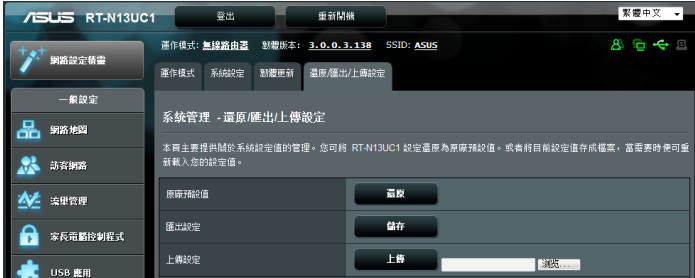 ASUS RT-N13UC1 登出 重新開機 繁體中文
運作模式: 無線路由器 韌體版本: 3.0.0.3.138 SSID: ASUS
網路設定精靈
運作模式 系統設定 韌體更新 還原/匯出/上傳設定
一般設定
系統管理 - 還原/匯出/上傳設定
網路地圖
本頁主要提供關於系統設定值的管理。您可將 RT-N13UC1 設定還原為原廠預設值。或者將目前設定值存成檔案，當需要時便可重
新載入您的設定值。
訪客網路
原廠預設值 還原
流量管理
匯出設定 儲存
家長電腦控制程式
上傳設定 上傳 浏览...
USB 應用